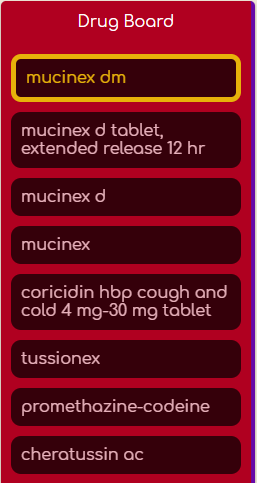 Drug Board
mucinex dm
mucinex d tablet,
extended release 12 hr
mucinex d
mucinex
coricidin hbp cough and
cold 4 mg-30 mg tablet
tussionex
promethazine-codeine
cheratussin ac